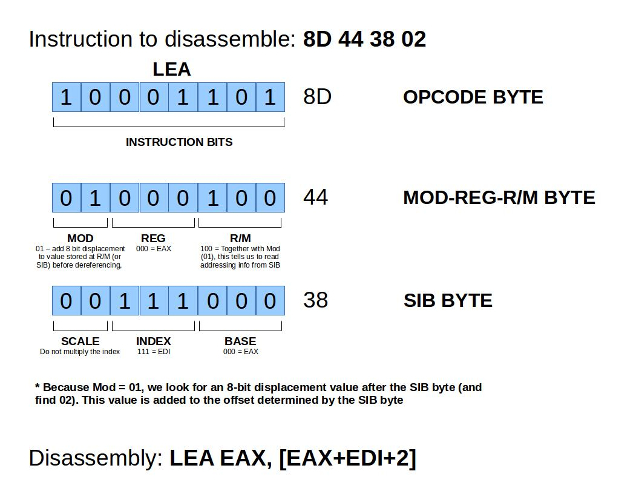 Instruction to disassemble: 8D 44 38 02
LEA
1 0 0 0 1 1 0 1 8D OPCODE BYTE
INSTRUCTION BITS
0 1 0 0 0 1 0 0 44 MOD-REG-R/M BYTE
MOD REG R/M
01 – add 8 bit displacement 000 = EAX 100 = Together with Mod
to value stored at R/M (or (01), this tells us to read
SIB) before dereferencing, addressing info from SIB
0 0 1 1 1 0 0 0 38 SIB BYTE
SCALE INDEX BASE
Do not multiply the index 111 = EDI 000 = EAX
* Because Mod = 01, we look for an 8-bit displacement value after the SIB byte (and
find 02). This value is added to the offset determined by the SIB byte
Disassembly: LEA EAX, [EAX+EDI+2]